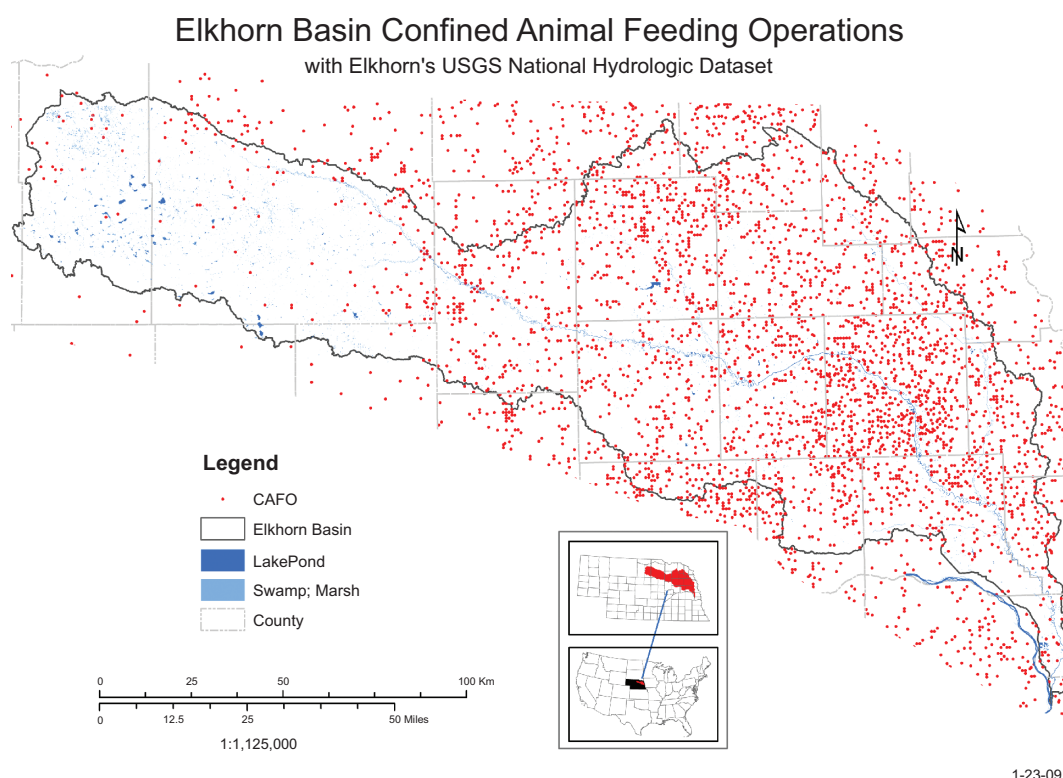 Elkhorn Basin Confined Animal Feeding Operations
with Elkhorn's USGS National Hydrologic Dataset
N
Legend
CAFO
Elkhorn Basin
LakePond
Swamp; Marsh
County
0 25 50 100 Km
0 12.5 25 50 Miles
1:1,125,000
1-23-09